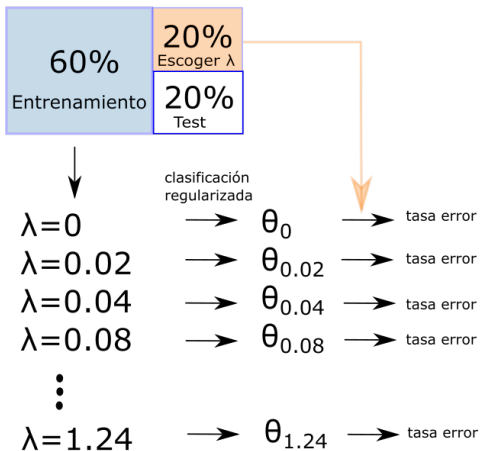 60%
Entrenamiento
20%
Escoger λ
20%
Test
clasificación
regularizada
λ=0 θ0 tasa error
λ=0.02 θ0.02 tasa error
λ=0.04 θ0.04 tasa error
λ=0.08 θ0.08 tasa error
λ=1.24 θ1.24 tasa error